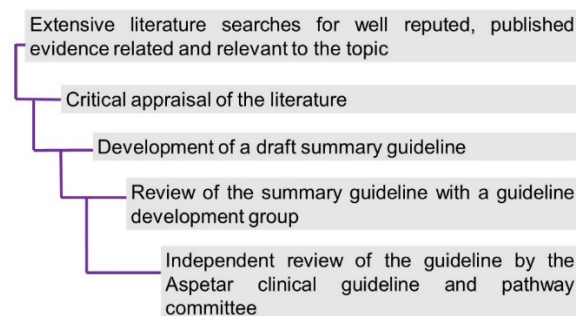 Extensive literature searches for well reputed, published
evidence related and relevant to the topic
Critical appraisal of the literature
Development of a draft summary guideline
Review of the summary guideline with a guideline
development group
Independent review of the guideline by the
Aspetar clinical guideline and pathway
committee